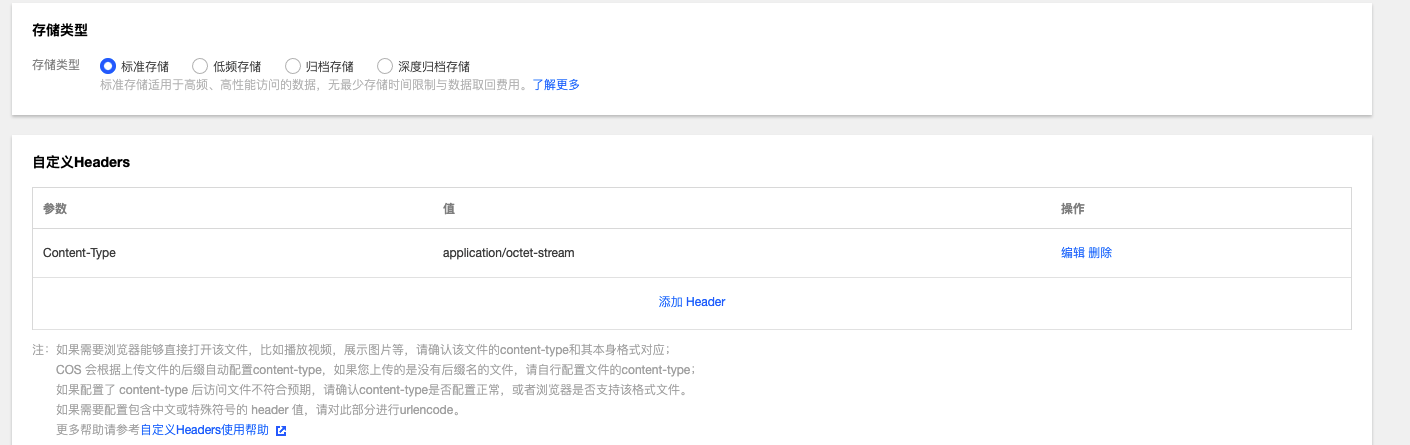 存储类型
存储类型 标准存储 低频存储 归档存储 深度归档存储
标准存储适用于高频、高性能访问的数据，无最少存储时间限制与数据取回费用。了解更多
自定义Headers
参数 值 操作
Content-Type application/octet-stream 编辑 删除
添加 Header
注：如果需要浏览器能够直接打开该文件，比如播放视频，展示图片等，请确认该文件的content-type和其本身格式对应；
COS 会根据上传文件的后缀自动配置content-type，如果您上传的是没有后缀名的文件，请自行配置文件的content-type；
如果配置了 content-type 后访问文件不符合预期，请确认content-type是否配置正常，或者浏览器是否支持该格式文件。
如果需要配置包含中文或特殊符号的 header 值，请对此部分进行urlencode。
更多帮助请参考自定义Headers使用帮助